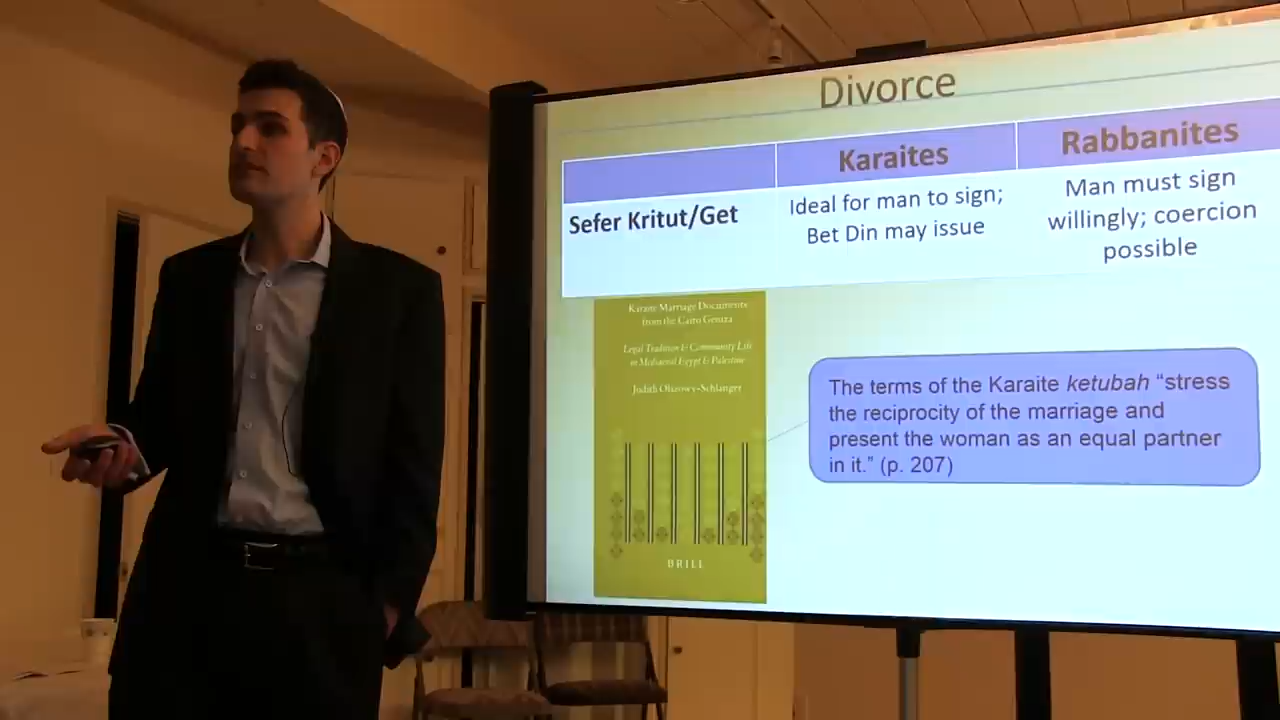 Divorce
Karaites
Rabbanites
Sefer Kritut/Get
Ideal for man to sign;
Bet Din may issue
Man must sign
willingly; coercion
possible
Karaite Marriage Documents
from the Cairo Geniza
Legal Tradition & Community Life
in Mediaeval Egypt & Palestine
Judith Olszowy-Schlanger
BRILL
The terms of the Karaite ketubah “stress
the reciprocity of the marriage and
present the woman as an equal partner
in it.” (p. 207)